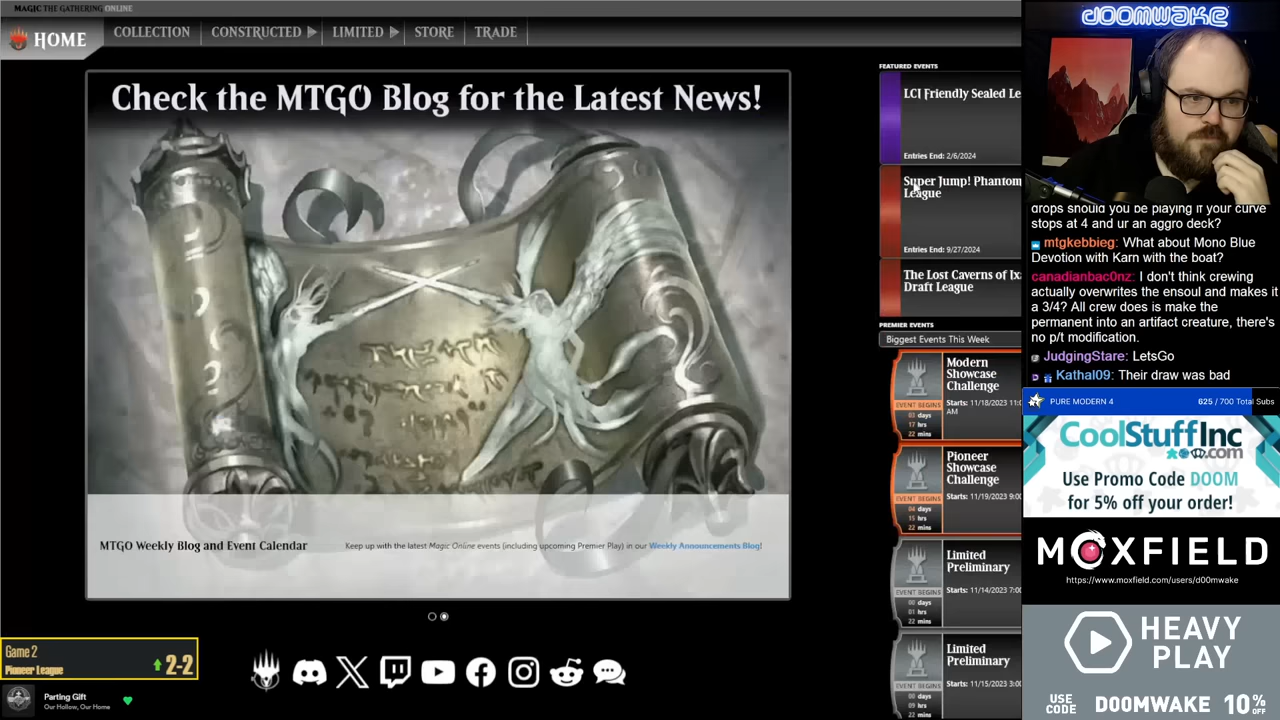 MAGIC THE GATHERING ONLINE
HOME
COLLECTION
CONSTRUCTED
LIMITED
STORE
TRADE
Check the MTGO Blog for the Latest News!
MTGO Weekly Blog and Event Calendar
Keep up with the latest Magic Online events (including upcoming Premier Play) in our Weekly Announcements Blog!
FEATURED EVENTS
LCI Friendly Sealed Le
Entries End: 2/6/2024
Super Jump! Phantom
League
Entries End: 9/27/2024
The Lost Caverns of Ix
Draft League
PREMIER EVENTS
Biggest Events This Week
Modern
Showcase
Challenge
Starts: 11/18/2023 11:0
AM
EVENT BEGINS
03 days
17 hrs
22 mins
Pioneer
Showcase
Challenge
Starts: 11/19/2023 9:00
EVENT BEGINS
04 days
15 hrs
22 mins
Limited
Preliminary
Starts: 11/14/2023 7:00
EVENT BEGINS
00 days
01 hrs
22 mins
Limited
Preliminary
Starts: 11/15/2023 3:00
EVENT BEGINS
00 days
09 hrs
22 mins
Game 2
Pioneer League
2-2
Parting Gift
Our Hollow, Our Home
doomwake
drops should you be playing if your curve
stops at 4 and ur an aggro deck?
mtgkebbieg: What about Mono Blue
Devotion with Karn with the boat?
canadianbac0nz: I don't think crewing
actually overwrites the ensoul and makes it
a 3/4? All crew does is make the
permanent into an artifact creature, there's
no p/t modification.
JudgingStare: LetsGo
Kathal09: Their draw was bad
PURE MODERN 4
625 / 700 Total Subs
CoolStuffInc
.com
Use Promo Code DOOM
for 5% off your order!
MOXFIELD
https://www.moxfield.com/users/d00mwake
HEAVY
PLAY
USE
CODE
D00MWAKE
10%
OFF